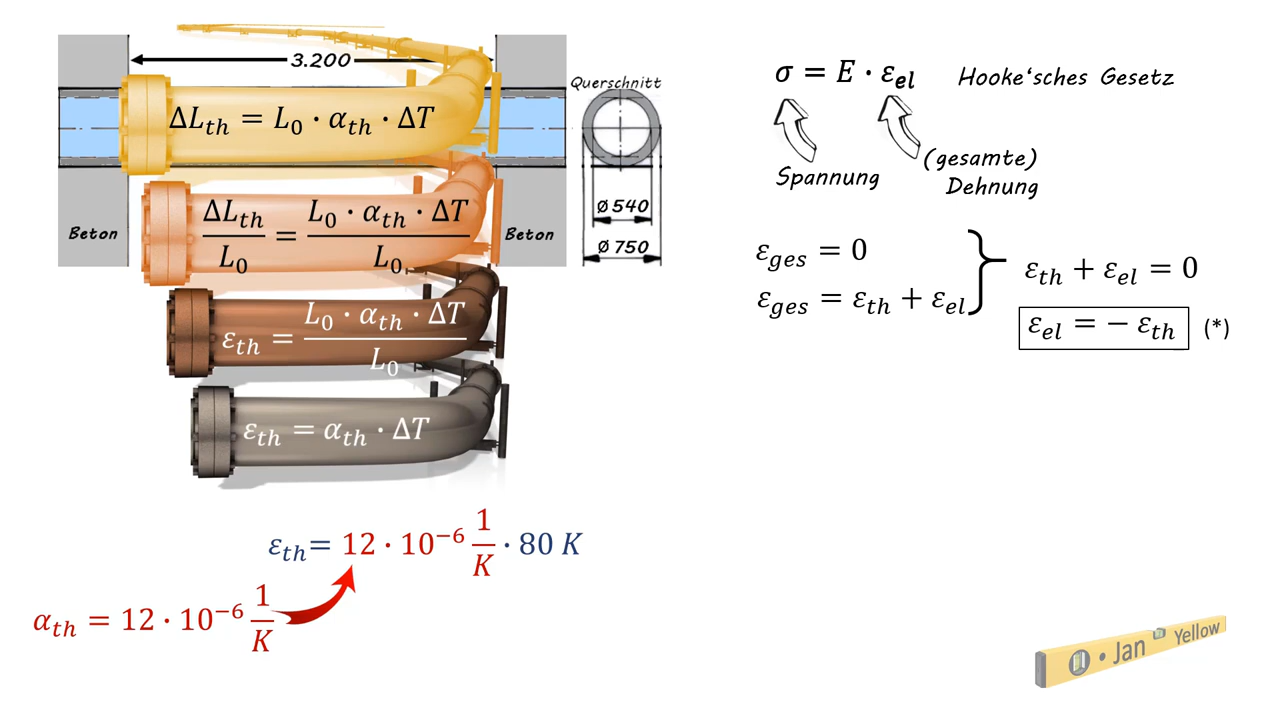 3.200
Querschnitt
ΔL_th = L_0 · α_th · ΔT
ΔL_th / L_0 = L_0 · α_th · ΔT / L_0
Beton
Beton
ø540
ø750
ε_th = L_0 · α_th · ΔT / L_0
ε_th = α_th · ΔT
ε_th = 12 · 10⁻⁶ 1/K · 80 K
α_th = 12 · 10⁻⁶ 1/K
σ = E · ε_el Hooke‘sches Gesetz
Spannung
(gesamte)
Dehnung
ε_ges = 0
ε_ges = ε_th + ε_el
ε_th + ε_el = 0
ε_el = − ε_th (*)
• Jan Yellow